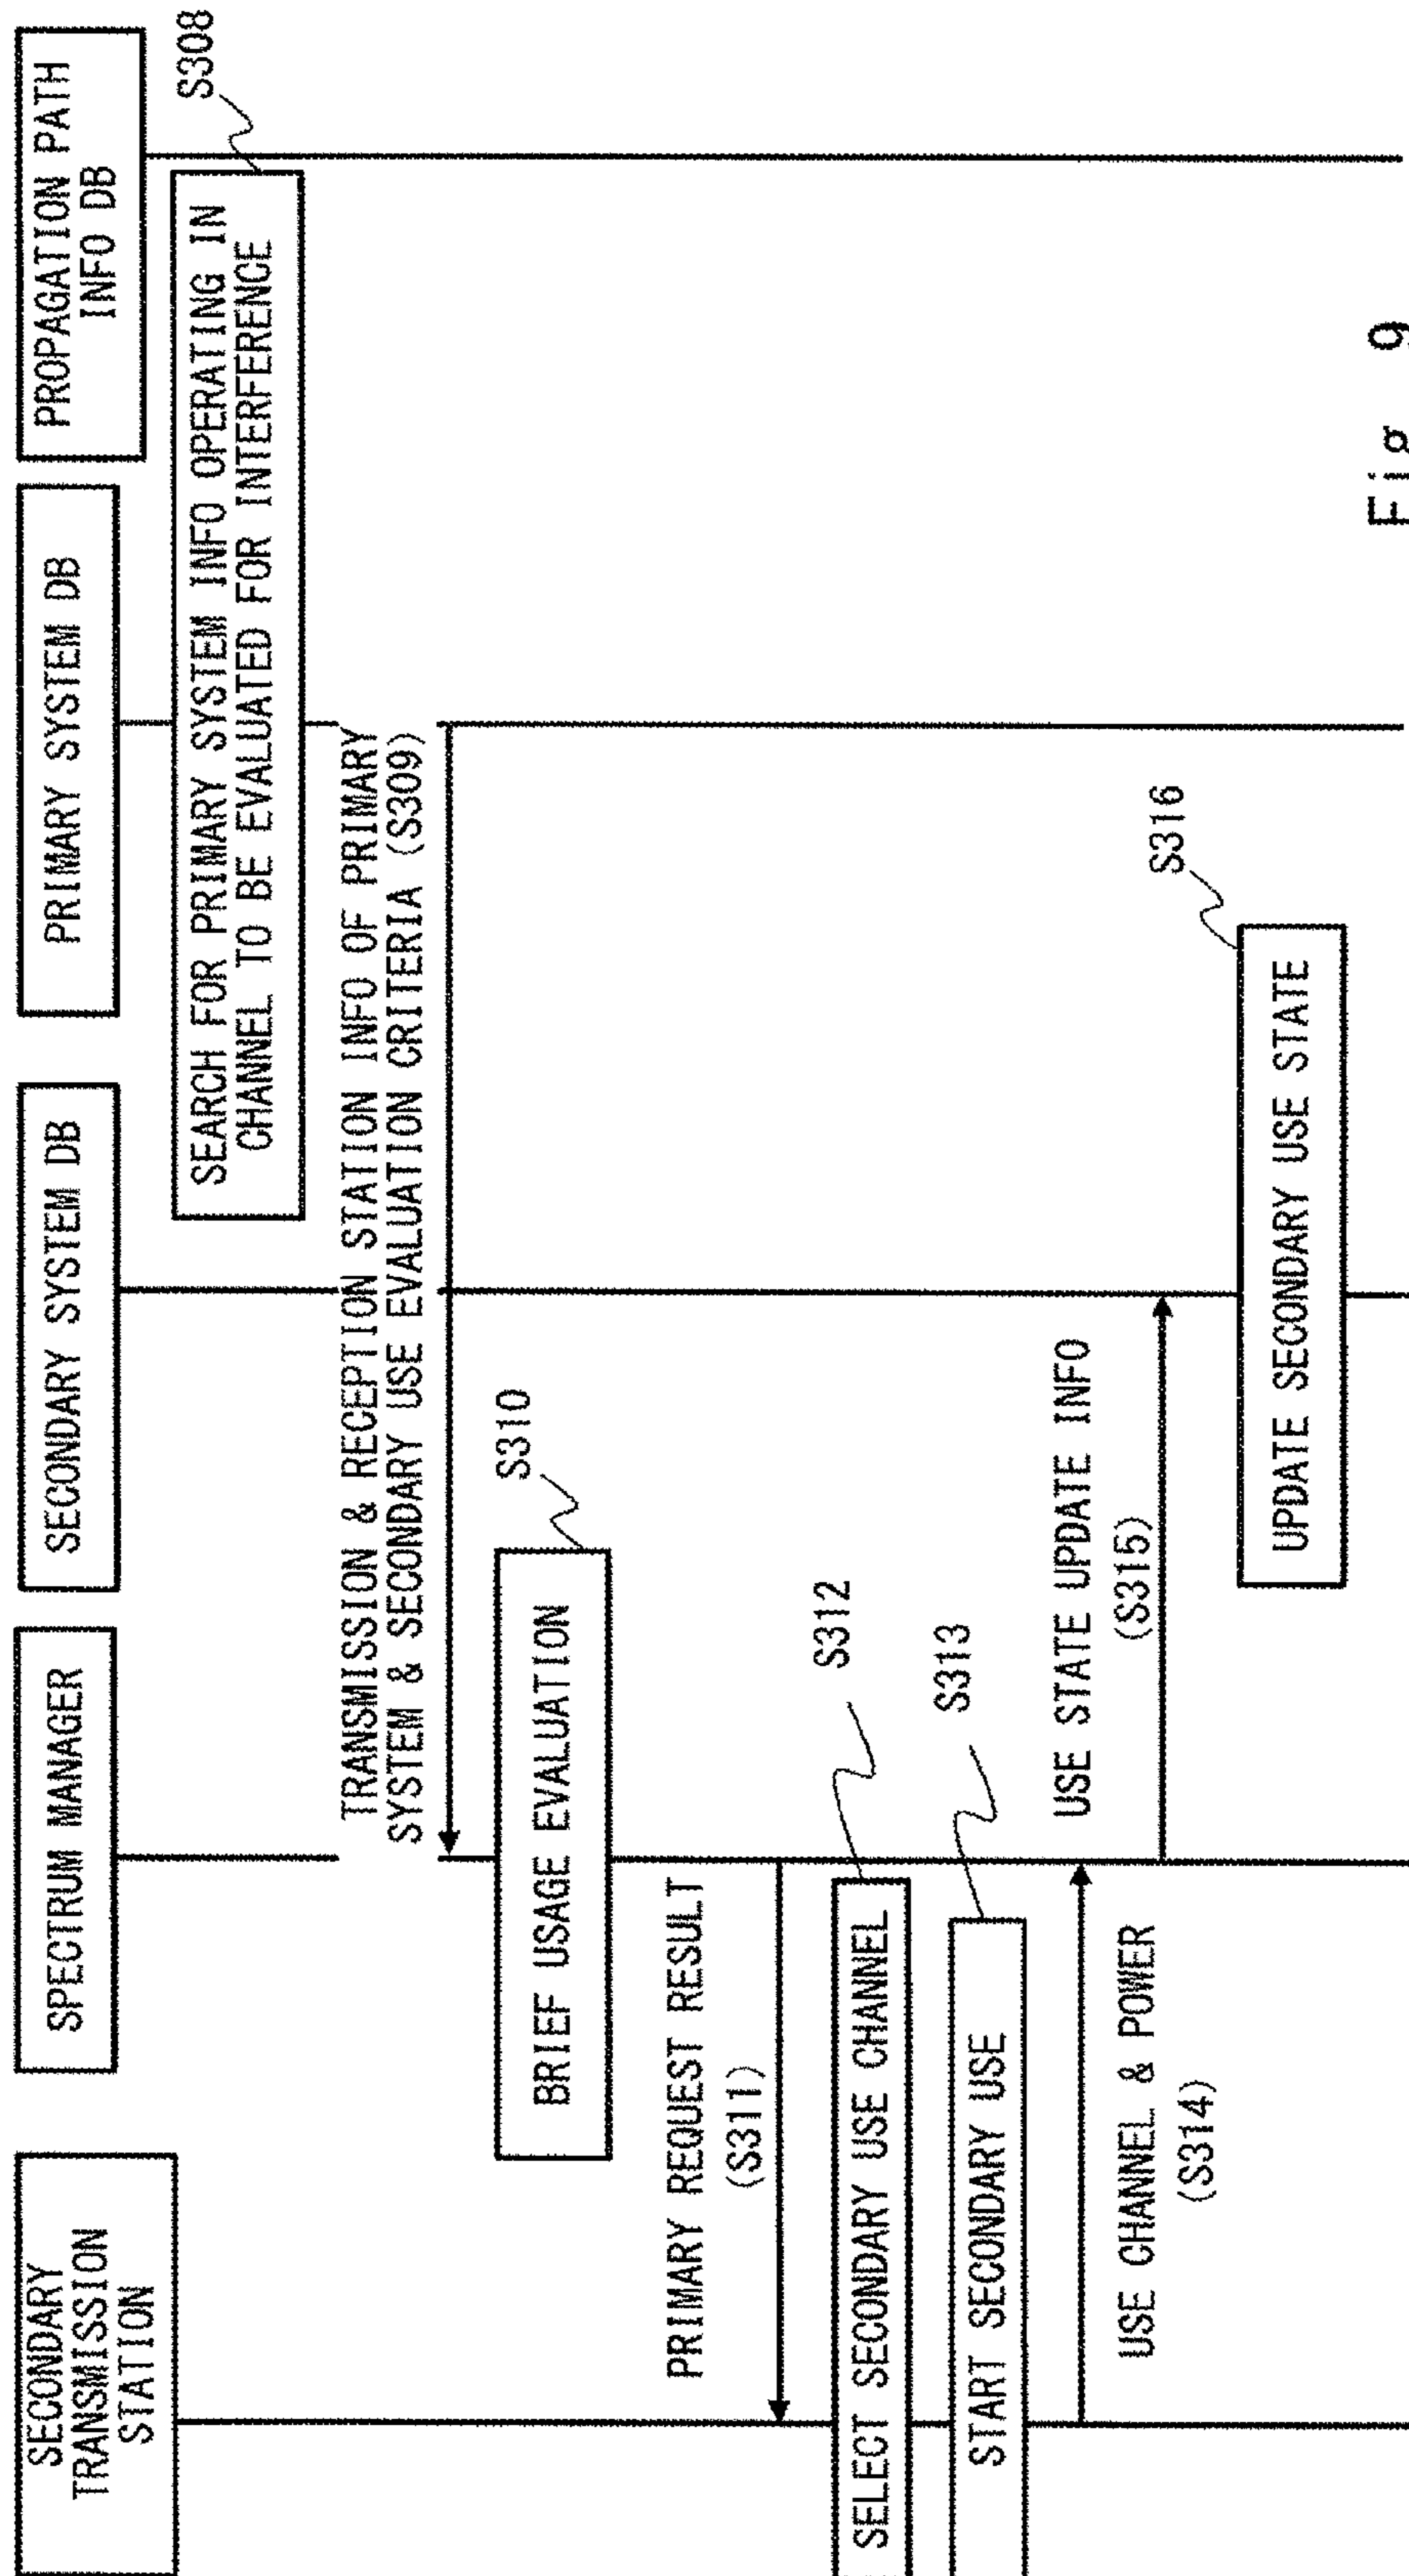 SECONDARY
TRANSMISSION
STATION
SPECTRUM MANAGER
SECONDARY SYSTEM DB
PRIMARY SYSTEM DB
PROPAGATION PATH
INFO DB
S308
SEARCH FOR PRIMARY SYSTEM INFO OPERATING IN
CHANNEL TO BE EVALUATED FOR INTERFERENCE
TRANSMISSION & RECEPTION STATION INFO OF PRIMARY
SYSTEM & SECONDARY USE EVALUATION CRITERIA (S309)
S310
BRIEF USAGE EVALUATION
PRIMARY REQUEST RESULT
(S311)
S312
SELECT SECONDARY USE CHANNEL
S313
START SECONDARY USE
USE CHANNEL & POWER
(S314)
USE STATE UPDATE INFO
(S315)
S316
UPDATE SECONDARY USE STATE
Fig. 9